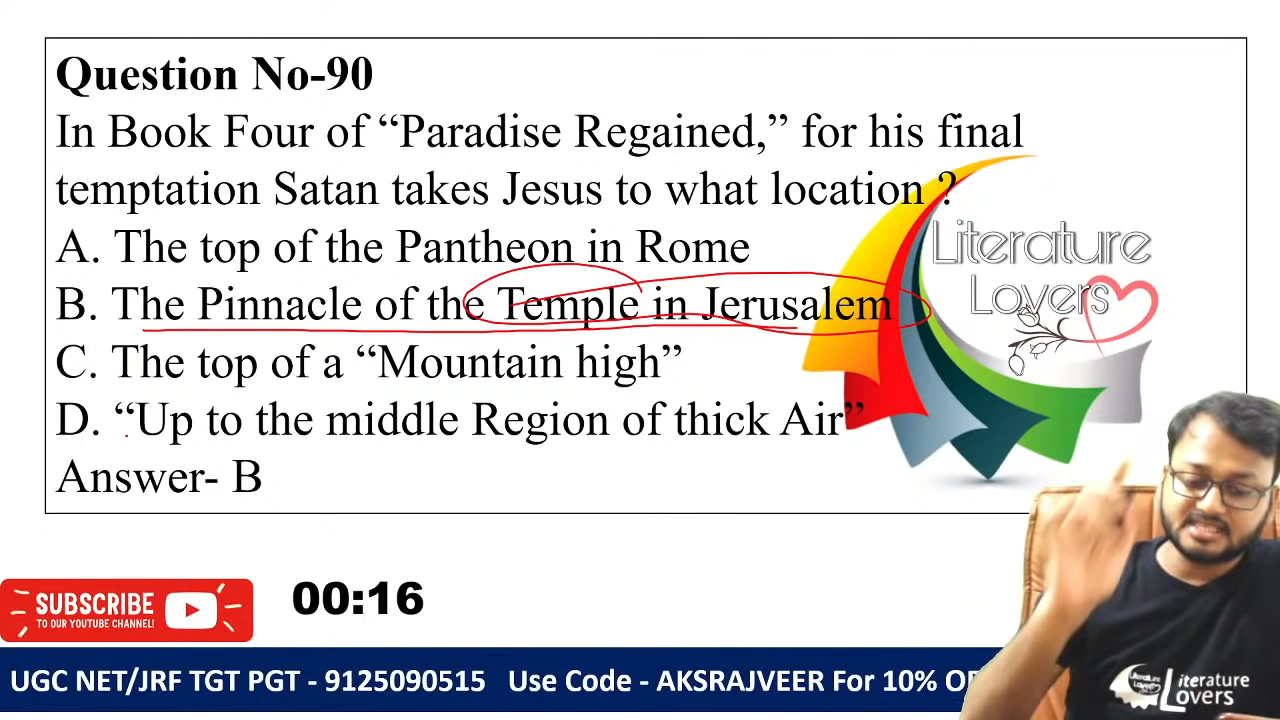 Question No-90
In Book Four of “Paradise Regained,” for his final
temptation Satan takes Jesus to what location ?
A. The top of the Pantheon in Rome
B. The Pinnacle of the Temple in Jerusalem
C. The top of a “Mountain high”
D. “Up to the middle Region of thick Air”
Answer- B
Literature
Lovers
SUBSCRIBE
TO OUR YOUTUBE CHANNEL!
00:16
UGC NET/JRF TGT PGT - 9125090515 Use Code - AKSRAJVEER For 10% OF
Literature
Lovers